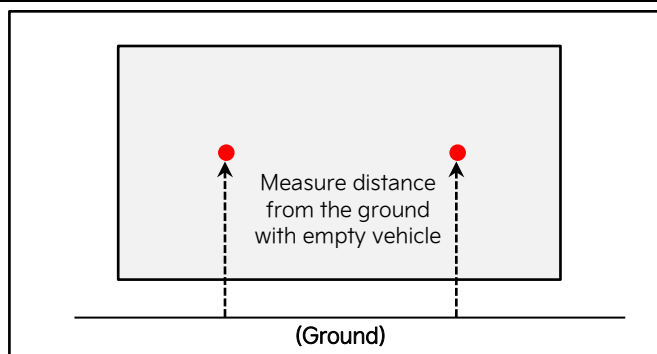 Measure distance
from the ground
with empty vehicle
(Ground)